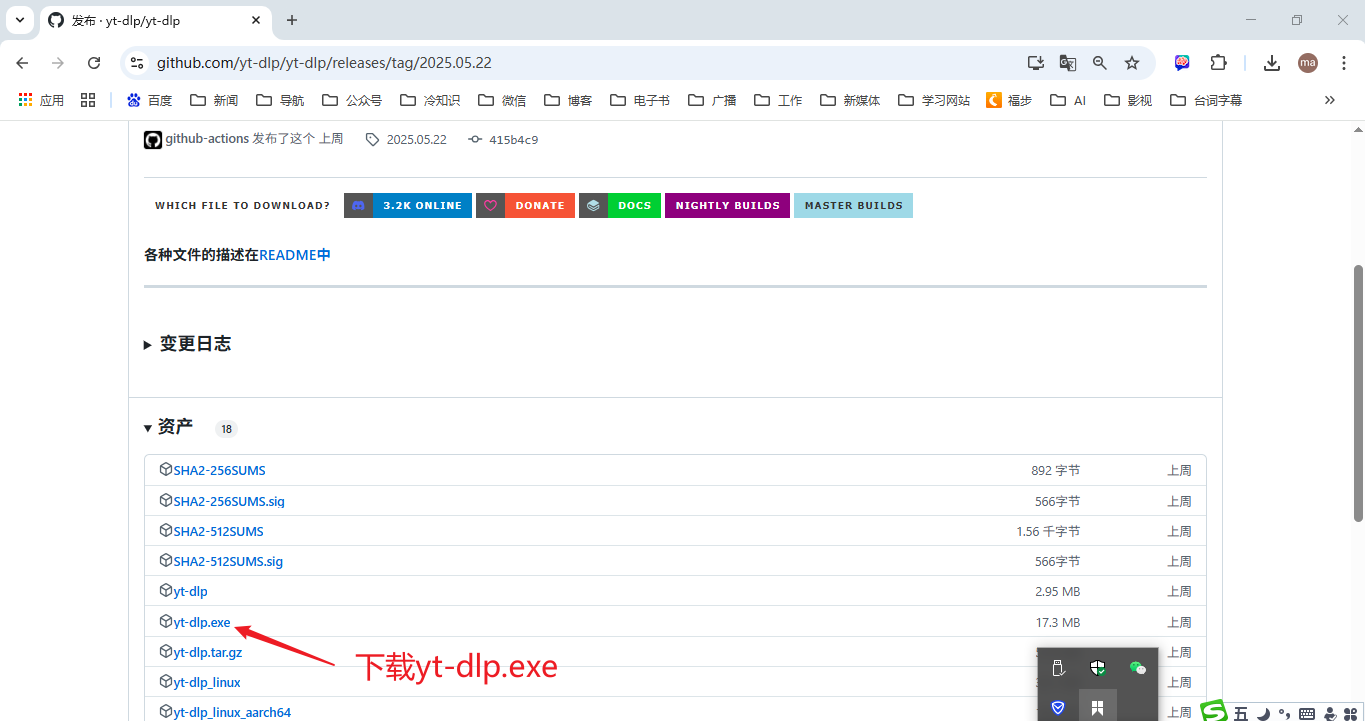 发布 · yt-dlp/yt-dlp
github.com/yt-dlp/yt-dlp/releases/tag/2025.05.22
ma
应用 百度 新闻 导航 公众号 冷知识 微信 博客 电子书 广播 工作 新媒体 学习网站 福步 AI 影视 台词字幕
github-actions 发布了这个 上周 2025.05.22 415b4c9
WHICH FILE TO DOWNLOAD? 3.2K ONLINE DONATE DOCS NIGHTLY BUILDS MASTER BUILDS
各种文件的描述在README中
变更日志
资产 18
SHA2-256SUMS 892 字节 上周
SHA2-256SUMS.sig 566字节 上周
SHA2-512SUMS 1.56 千字节 上周
SHA2-512SUMS.sig 566字节 上周
yt-dlp 2.95 MB 上周
yt-dlp.exe 17.3 MB 上周
yt-dlp.tar.gz 上周
下载yt-dlp.exe
yt-dlp_linux 上周
yt-dlp_linux_aarch64 上周
S 五